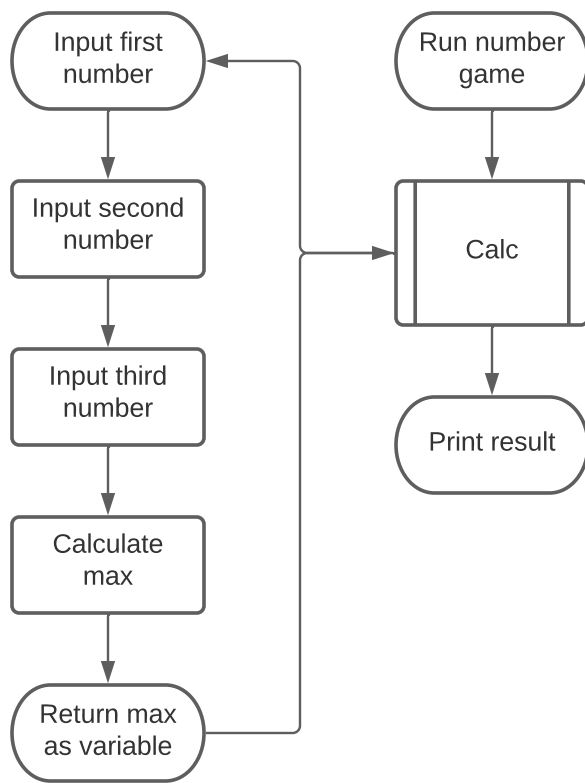 Input first
number
Input second
number
Input third
number
Calculate
max
Return max
as variable
Run number
game
Calc
Print result